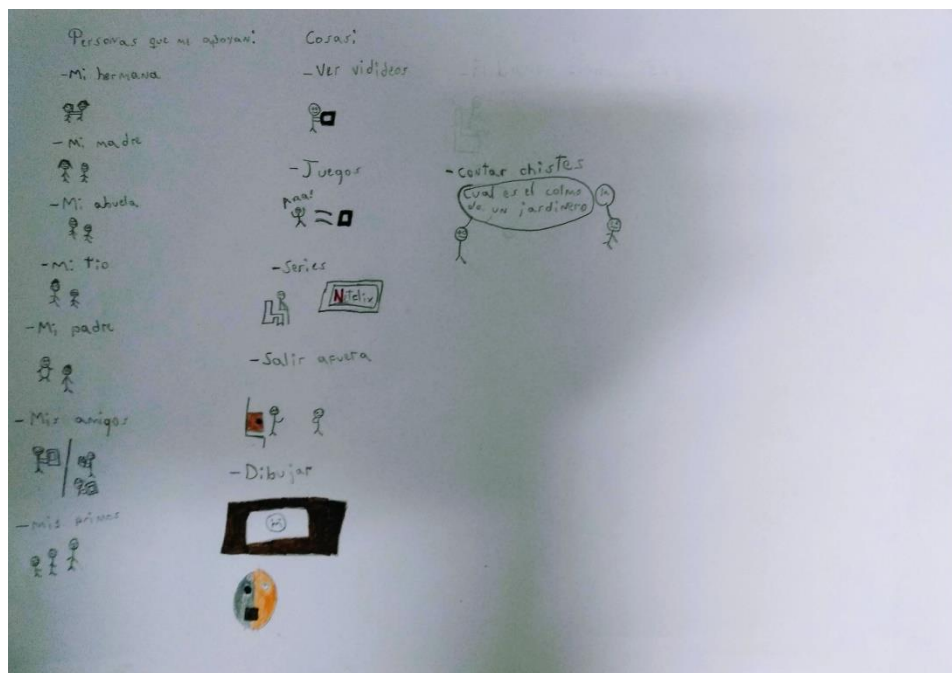 Personas que me apoyan:
-Mi hermana
-Mi madre
-Mi abuela
-Mi tio
-Mi padre
-Mis amigos
-Mis primos
Cosas:
-Ver vidideos
-Juegos
-Series
Nitelix
-Salir afuera
-Dibujar
-contar chistes
Cual es el colmo
de un jardinero